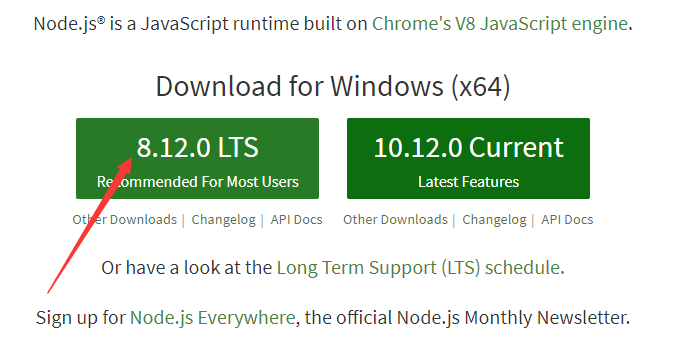 Node.js® is a JavaScript runtime built on Chrome's V8 JavaScript engine.
Download for Windows (x64)
8.12.0 LTS
Recommended For Most Users
10.12.0 Current
Latest Features
Other Downloads | Changelog | API Docs
Other Downloads | Changelog | API Docs
Or have a look at the Long Term Support (LTS) schedule.
Sign up for Node.js Everywhere, the official Node.js Monthly Newsletter.